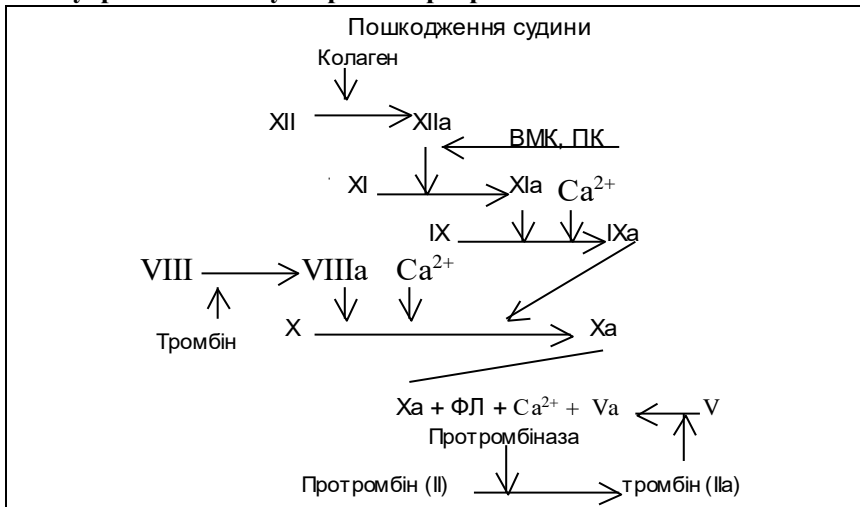 Пошкодження судини
Колаген
XII XIIa
ВМК, ПК
XI XIa Ca²⁺
IX IXa
VIII VIIIa Ca²⁺
Тромбін
X Xa
Xa + ФЛ + Ca²⁺ + Va V
Протромбіназа
Протромбін (II) тромбін (IIa)